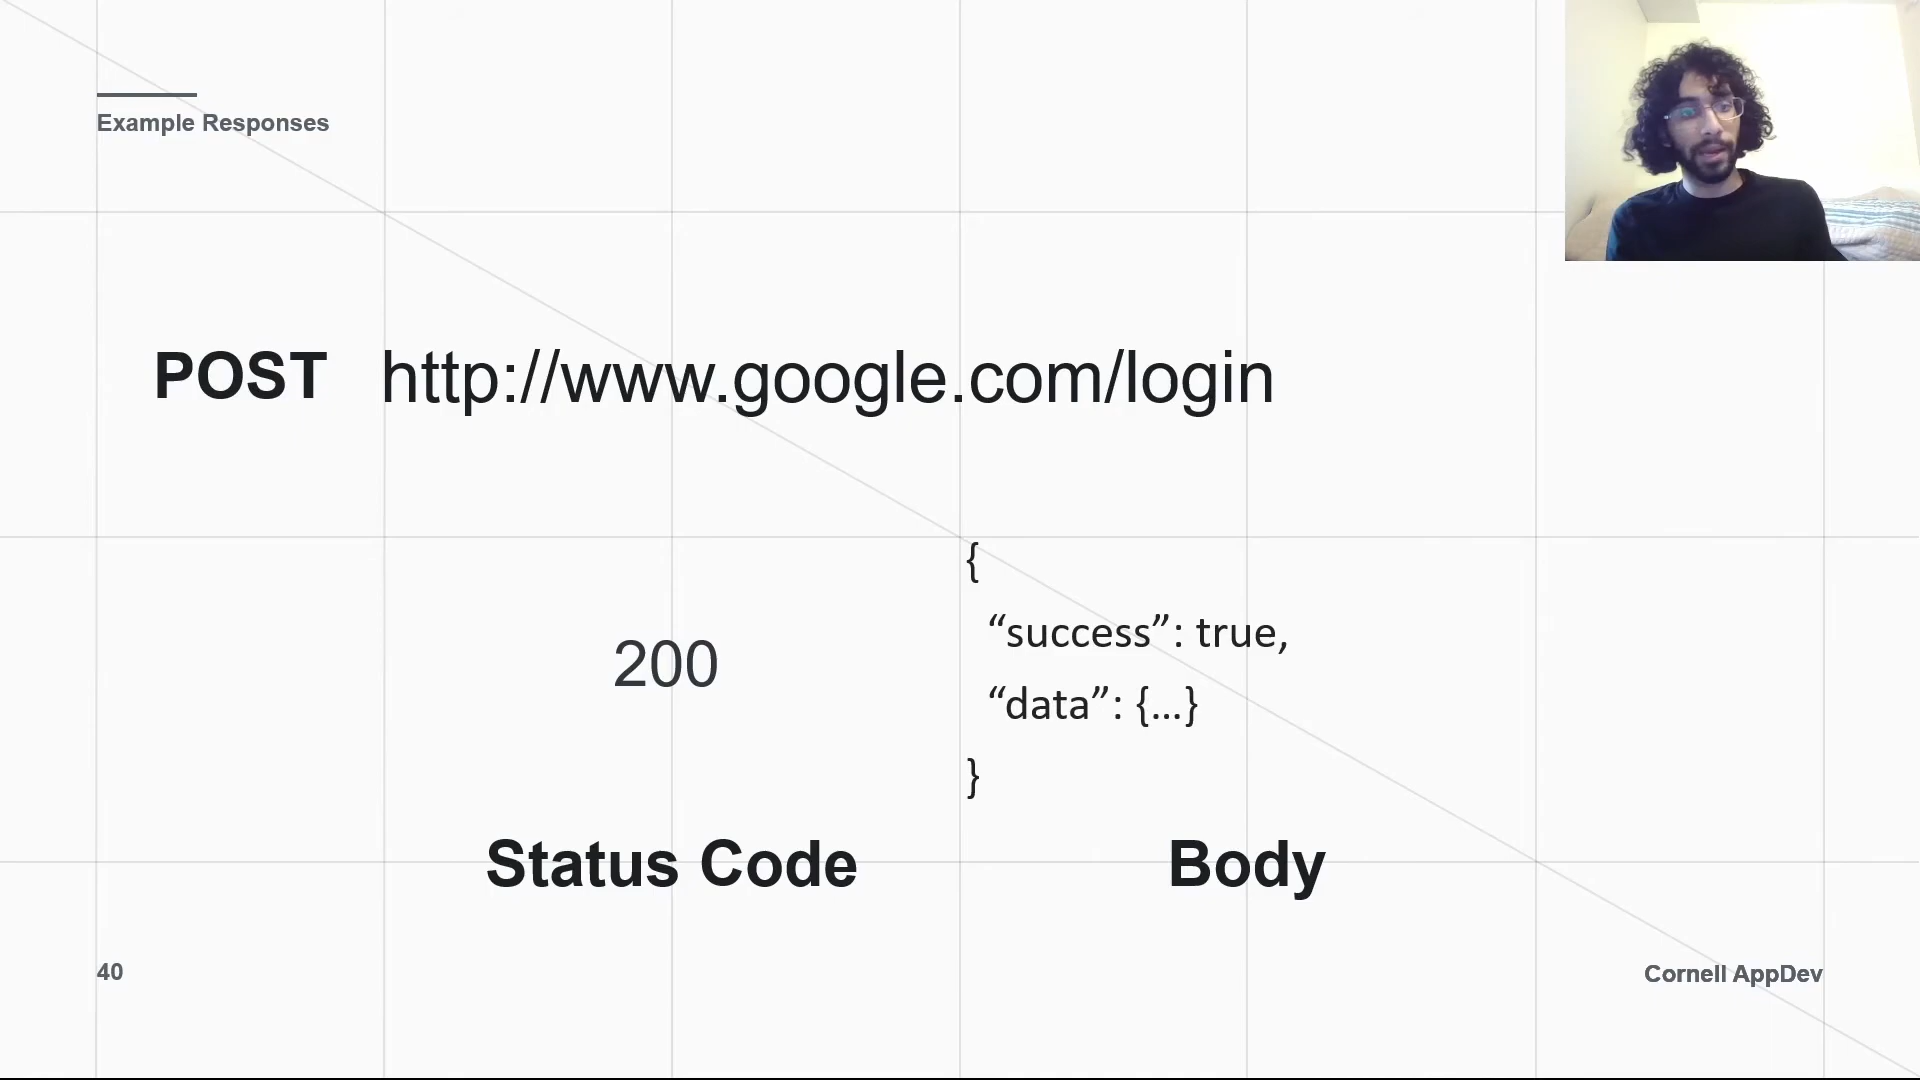 Example Responses
POST http://www.google.com/login
{
“success”: true,
200
“data”: {...}
}
Status Code Body
40
Cornell AppDev